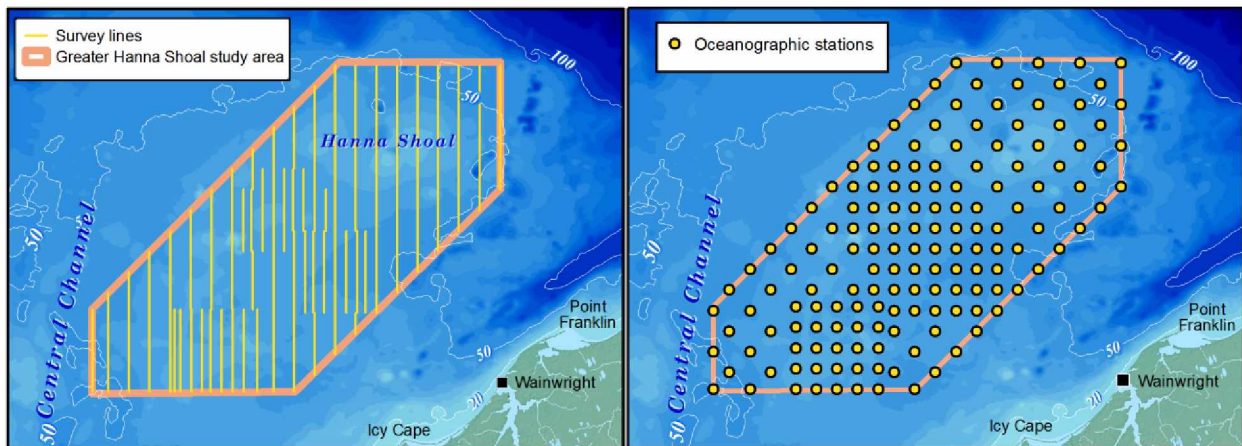 Survey lines
Greater Hanna Shoal study area
100
50
Hanna Shoal
50
Central Channel
50
50
Point
Franklin
Wainwright
20
Icy Cape
Oceanographic stations
100
50
50
Central Channel
50
50
Point
Franklin
Wainwright
20
Icy Cape